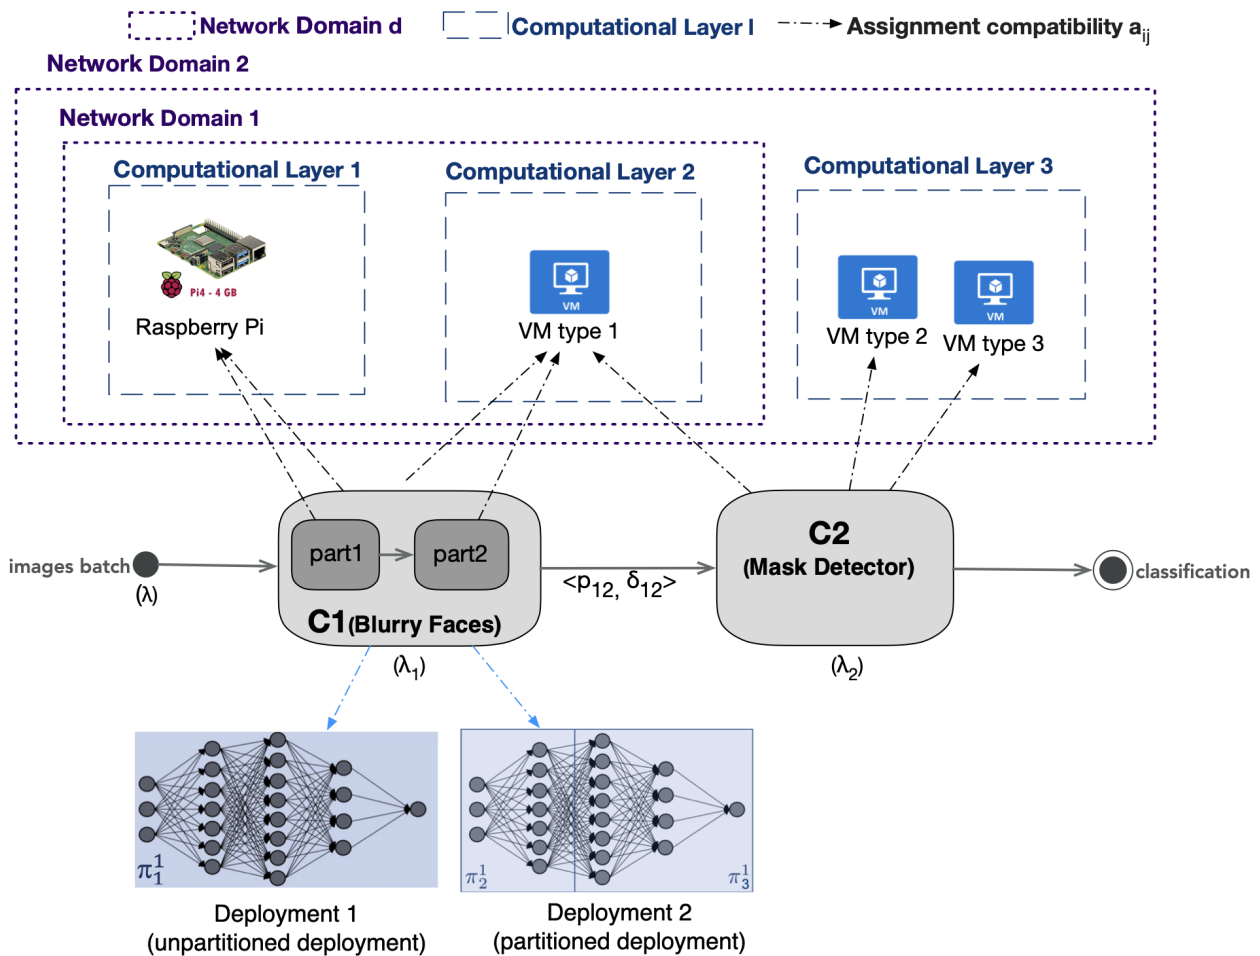 Network Domain d
Computational Layer l
Assignment compatibility a_ij
Network Domain 2
Network Domain 1
Computational Layer 1
Computational Layer 2
Computational Layer 3
Pi4 - 4 GB
Raspberry Pi
VM
VM type 1
VM
VM type 2
VM
VM type 3
images batch
(λ)
part1
part2
C1(Blurry Faces)
(λ₁)
<p₁₂, δ₁₂>
C2
(Mask Detector)
(λ₂)
classification
π¹₁
π¹₂
π¹₃
Deployment 1
(unpartitioned deployment)
Deployment 2
(partitioned deployment)